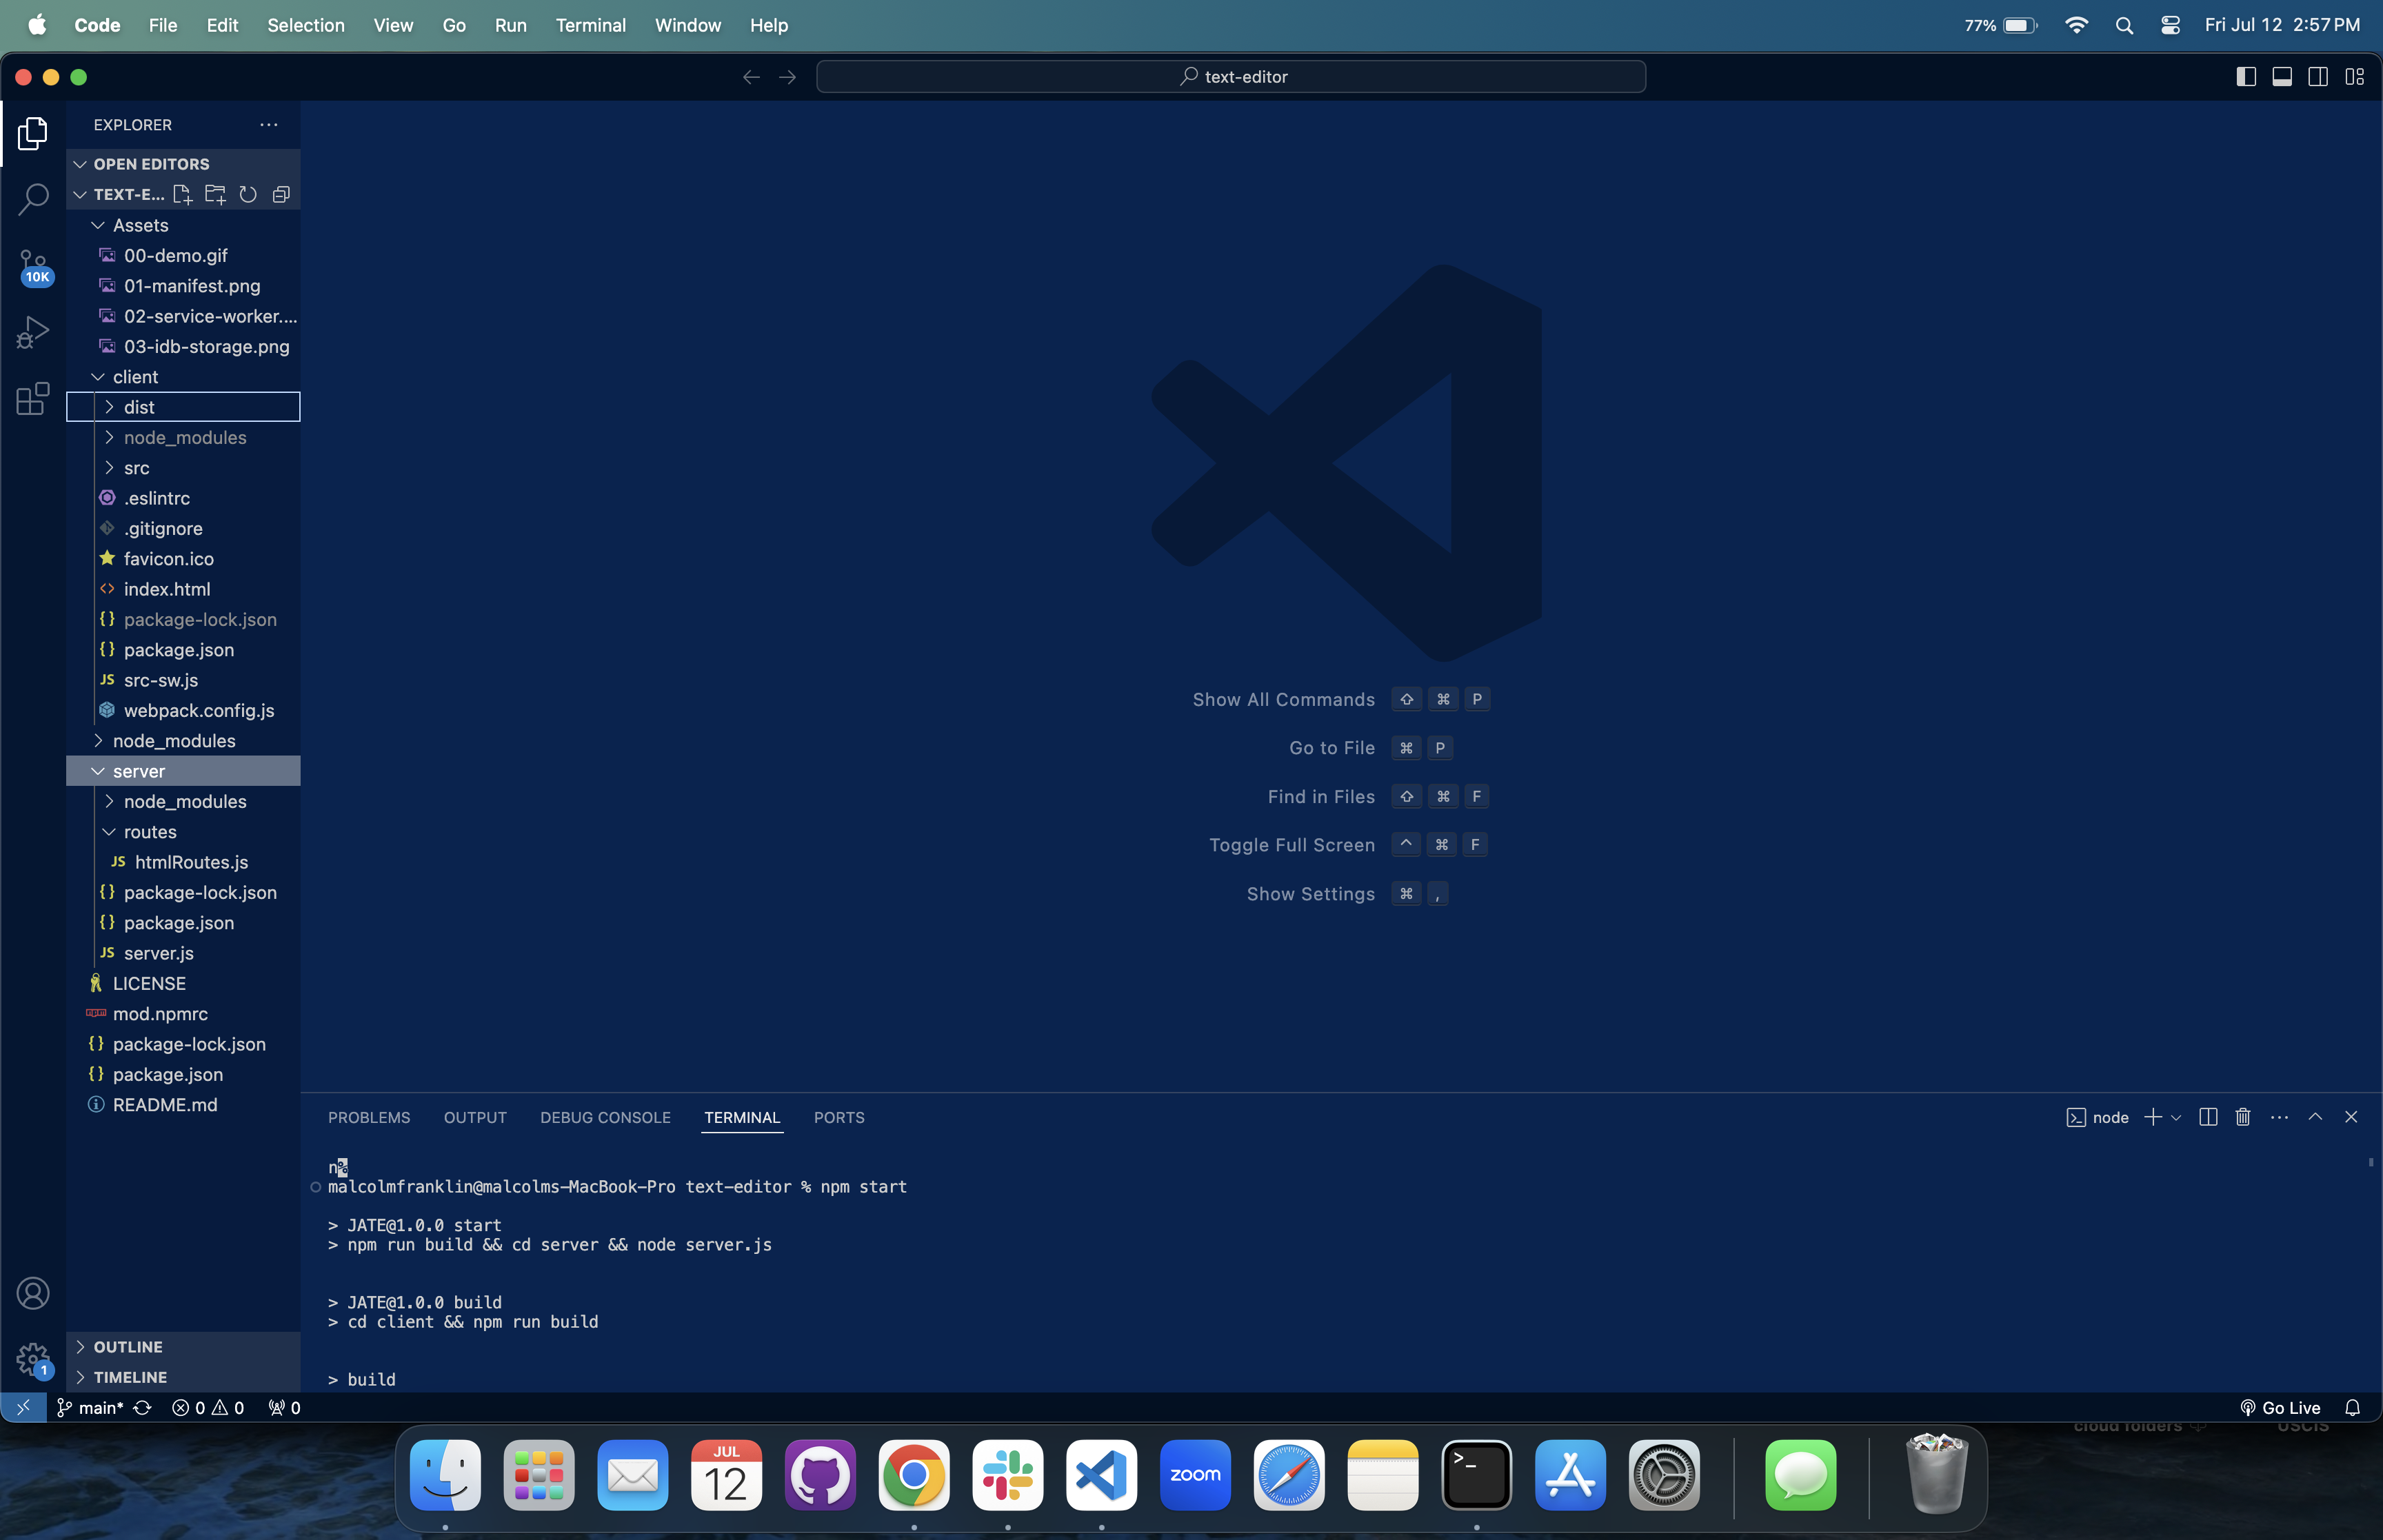 Code File Edit Selection View Go Run Terminal Window Help 77% Fri Jul 12 2:57 PM
text-editor
EXPLORER
OPEN EDITORS
TEXT-E...
Assets
00-demo.gif
01-manifest.png
02-service-worker....
03-idb-storage.png
client
dist
node_modules
src
.eslintrc
.gitignore
favicon.ico
index.html
package-lock.json
package.json
JS src-sw.js
webpack.config.js
node_modules
server
node_modules
routes
JS htmlRoutes.js
package-lock.json
package.json
JS server.js
LICENSE
mod.npmrc
package-lock.json
package.json
README.md
OUTLINE
TIMELINE
10K
1
Show All Commands ⇧ ⌘ P
Go to File ⌘ P
Find in Files ⇧ ⌘ F
Toggle Full Screen ^ ⌘ F
Show Settings ⌘ ,
PROBLEMS OUTPUT DEBUG CONSOLE TERMINAL PORTS node
n%
malcolmfranklin@malcolms-MacBook-Pro text-editor % npm start
> JATE@1.0.0 start
> npm run build && cd server && node server.js
> JATE@1.0.0 build
> cd client && npm run build
> build
main* 0 0 0 Go Live
cloud folders USCIS
JUL
12
zoom
>_